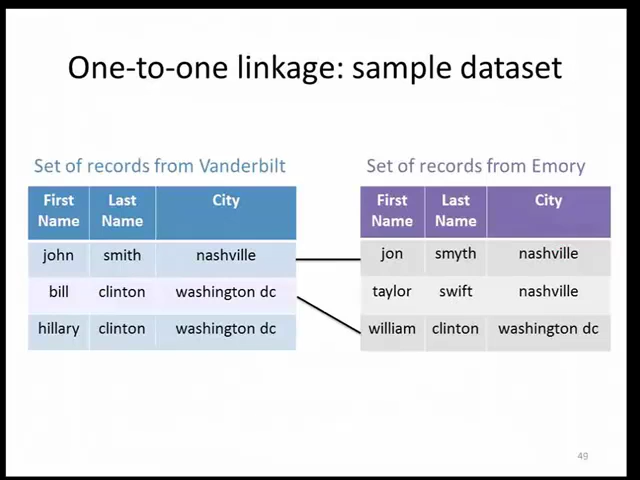 One-to-one linkage: sample dataset
Set of records from Vanderbilt
First Name Last Name City
john smith nashville
bill clinton washington dc
hillary clinton washington dc
Set of records from Emory
First Name Last Name City
jon smyth nashville
taylor swift nashville
william clinton washington dc
49